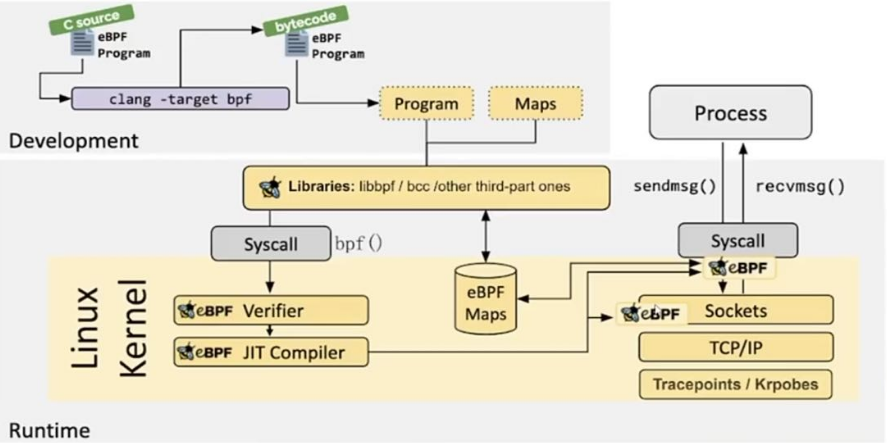 C source
eBPF
Program
bytecode
eBPF
Program
clang -target bpf
Program
Maps
Process
Development
Libraries: libbpf / bcc /other third-part ones
sendmsg()
recvmsg()
Syscall
bpf()
Syscall
eBPF
Linux
Kernel
eBPF
Maps
eBPF Verifier
eBPF Sockets
eBPF JIT Compiler
TCP/IP
Tracepoints / Krpobes
Runtime